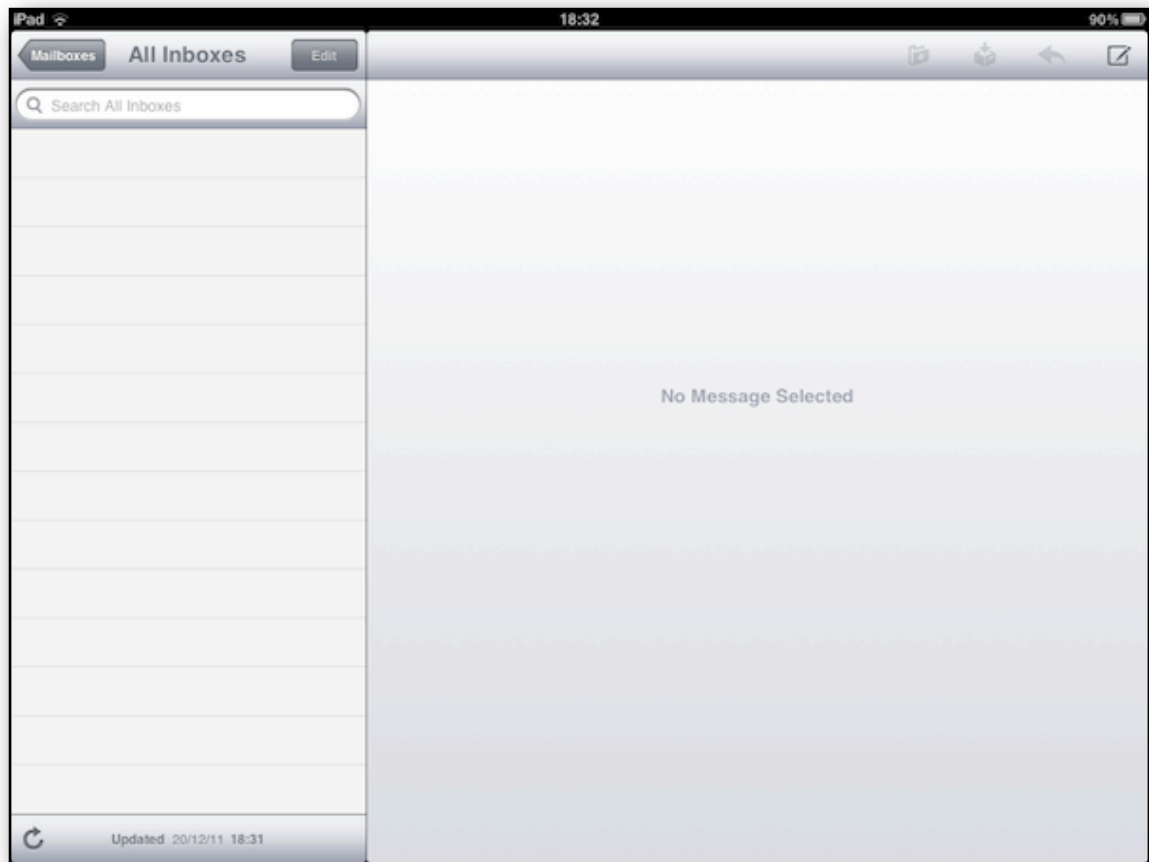 iPad 18:32 90%
Mailboxes All Inboxes Edit
Search All Inboxes
No Message Selected
Updated 20/12/11 18:31